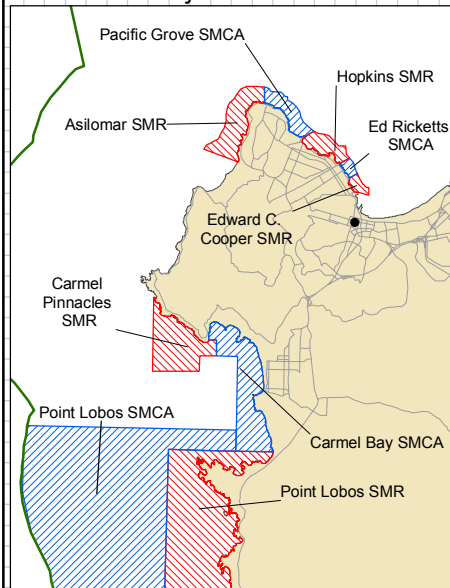 Pacific Grove SMCA
Hopkins SMR
Asilomar SMR
Ed Ricketts
SMCA
Edward C.
Cooper SMR
Carmel
Pinnacles
SMR
Point Lobos SMCA
Carmel Bay SMCA
Point Lobos SMR